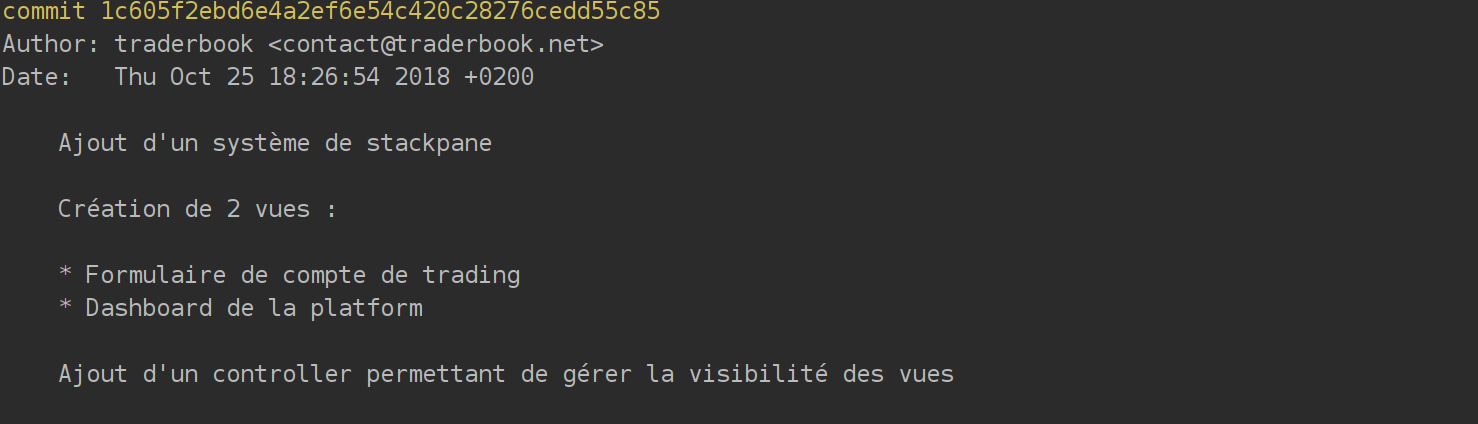 commit 1c605f2ebd6e4a2ef6e54c420c28276cedd55c85
Author: traderbook <contact@traderbook.net>
Date:   Thu Oct 25 18:26:54 2018 +0200
Ajout d'un système de stackpane
Création de 2 vues :
* Formulaire de compte de trading
* Dashboard de la platform
Ajout d'un controller permettant de gérer la visibilité des vues